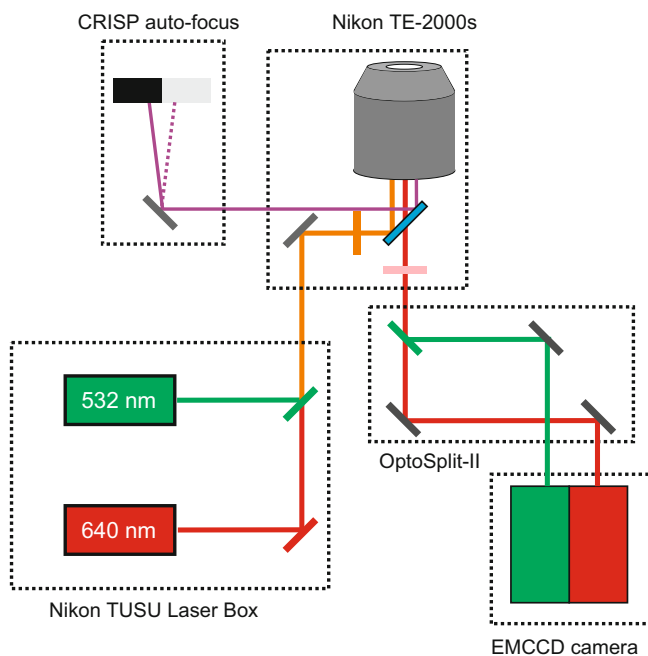 CRISP auto-focus
Nikon TE-2000s
532 nm
640 nm
OptoSplit-II
Nikon TUSU Laser Box
EMCCD camera